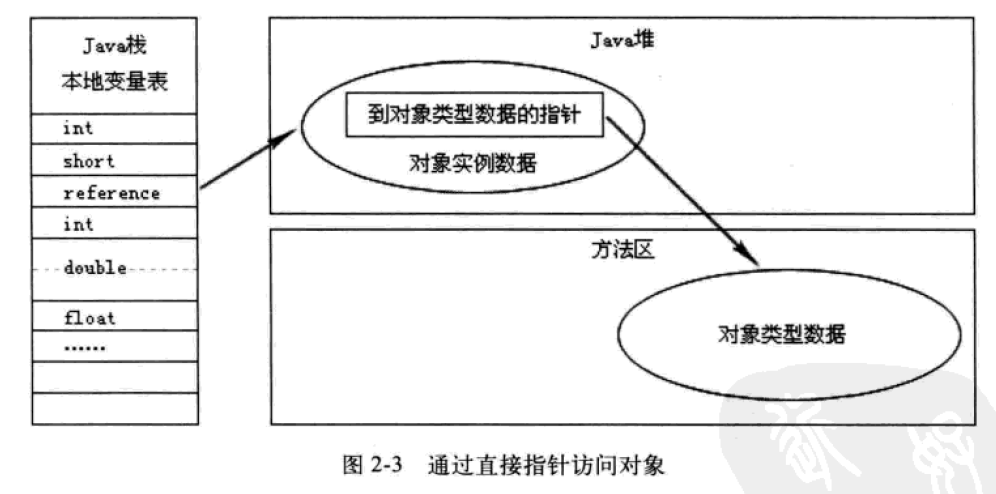 Java栈
本地变量表
int
short
reference
int
double
float
……
Java堆
到对象类型数据的指针
对象实例数据
方法区
对象类型数据
图 2-3 通过直接指针访问对象